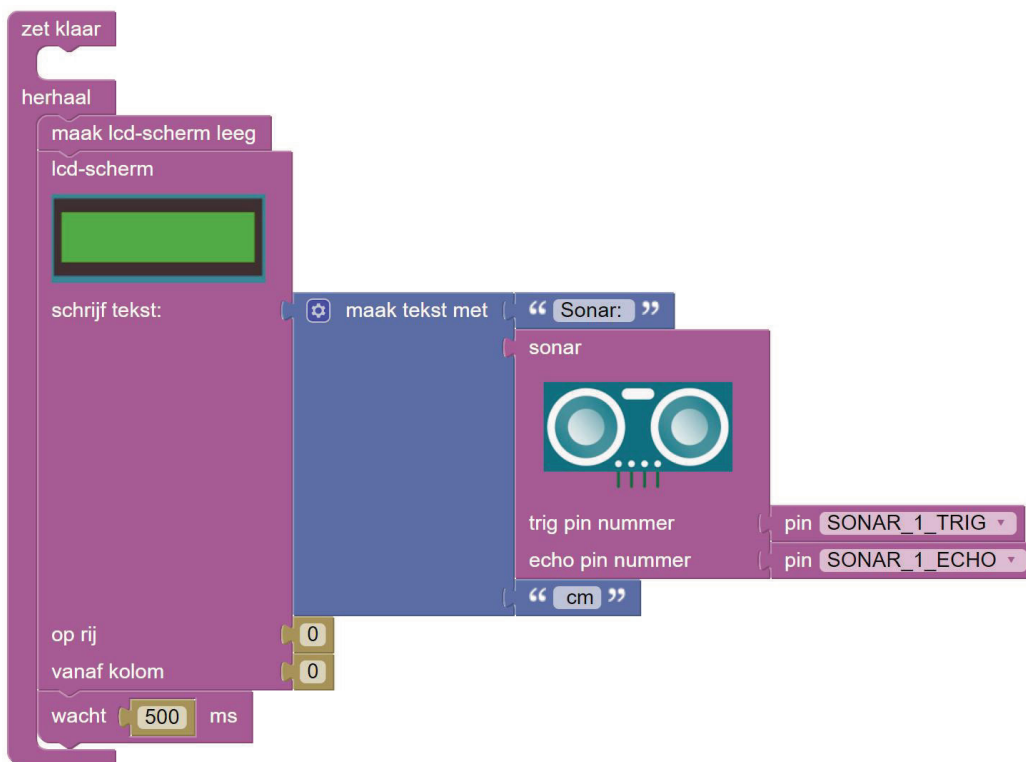 zet klaar
herhaal
maak lcd-scherm leeg
lcd-scherm
schrijf tekst: maak tekst met “ Sonar: ”
sonar
trig pin nummer pin SONAR_1_TRIG
echo pin nummer pin SONAR_1_ECHO
“ cm ”
op rij 0
vanaf kolom 0
wacht 500 ms